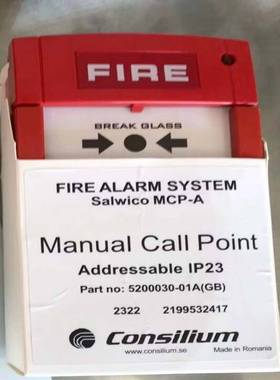 FIRE
BREAK GLASS
FIRE ALARM SYSTEM
Salwico MCP-A
Manual Call Point
Addressable IP23
Part no: 5200030-01A(GB)
2322 2199532417
Consilium
www.consilium.se Made in Romania